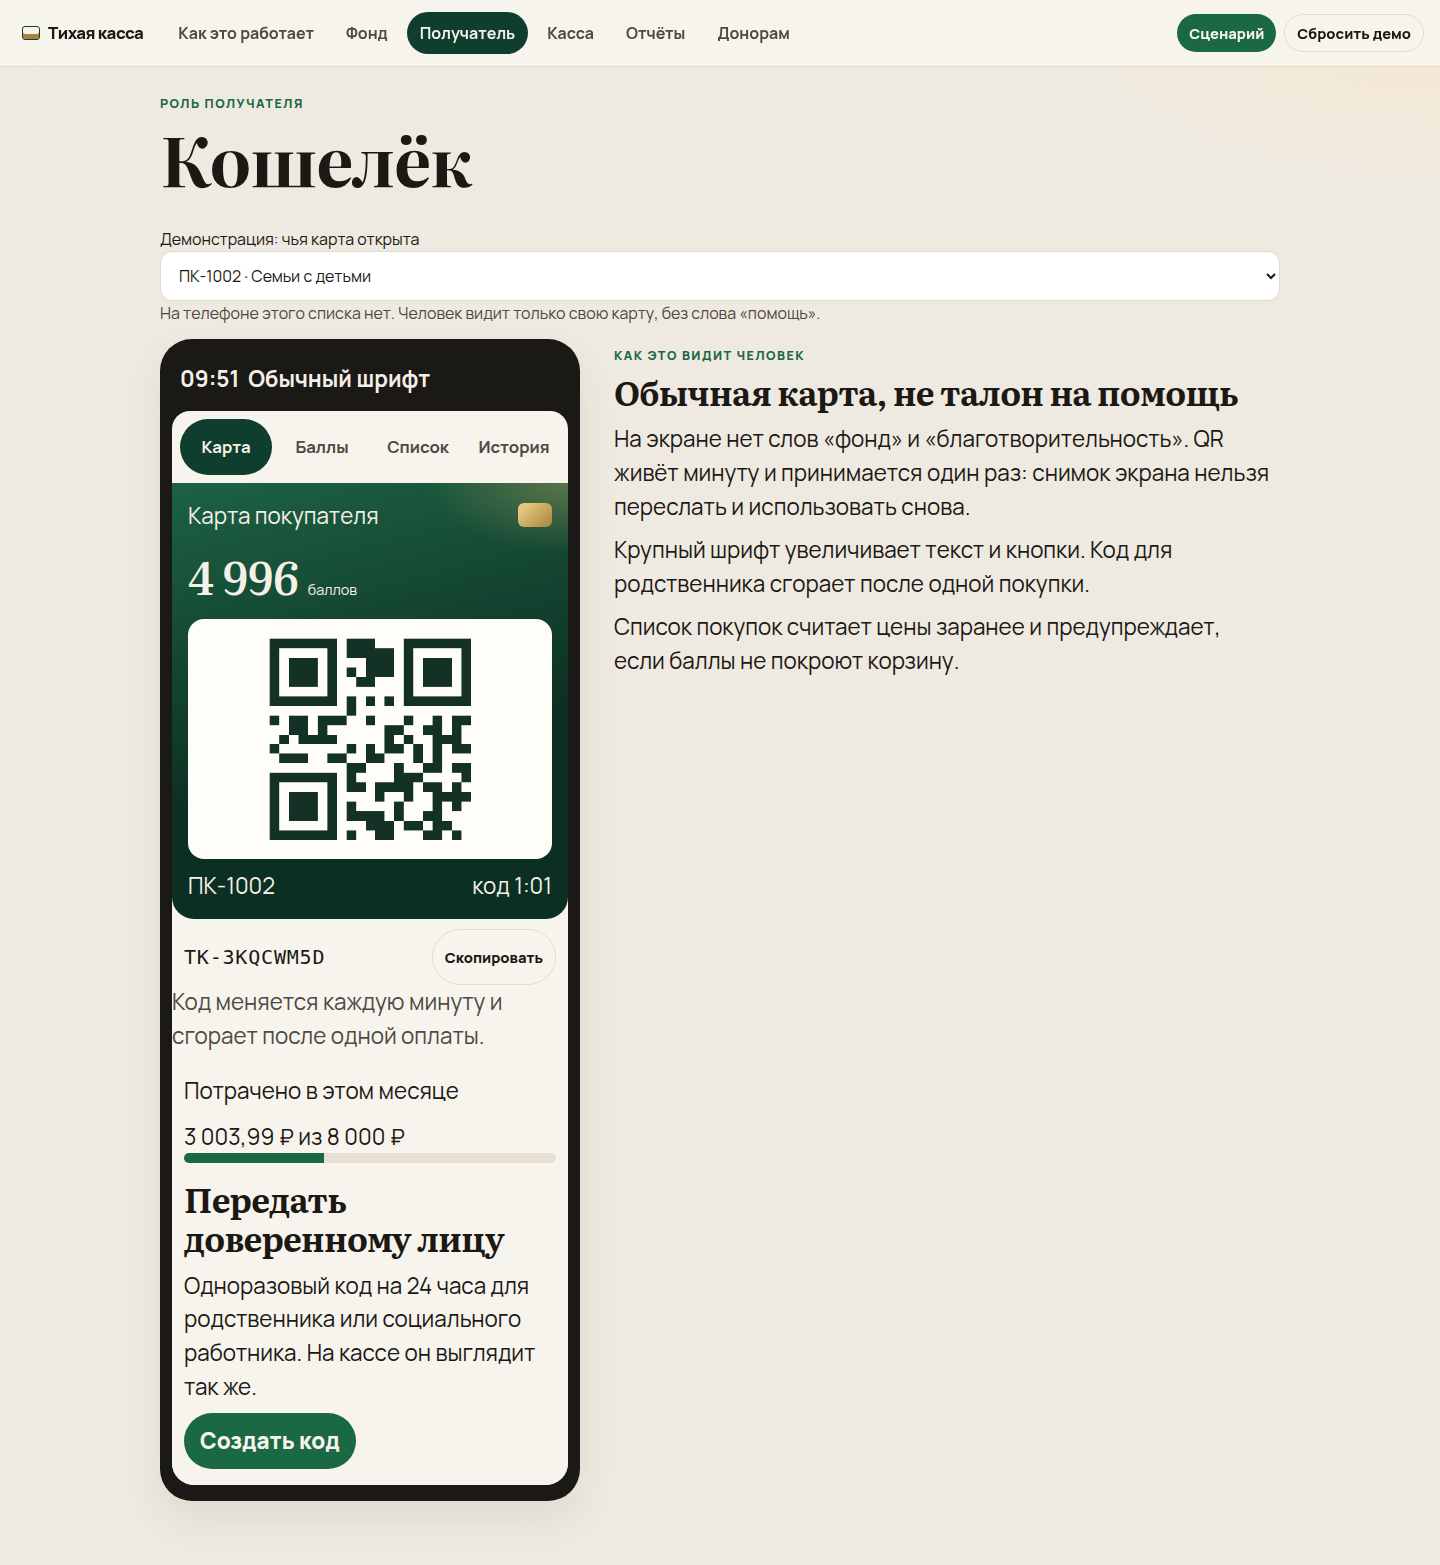 Тихая касса
Как это работает
Фонд
Получатель
Касса
Отчёты
Донорам
Сценарий
Сбросить демо
РОЛЬ ПОЛУЧАТЕЛЯ
Кошелёк
Демонстрация: чья карта открыта
ПК-1002 · Семьи с детьми
На телефоне этого списка нет. Человек видит только свою карту, без слова «помощь».
09:51 Обычный шрифт
Карта
Баллы
Список
История
Карта покупателя
4 996 баллов
ПК-1002
код 1:01
TK-3KQCWM5D
Скопировать
Код меняется каждую минуту и
сгорает после одной оплаты.
Потрачено в этом месяце
3 003,99 ₽ из 8 000 ₽
Передать
доверенному лицу
Одноразовый код на 24 часа для
родственника или социального
работника. На кассе он выглядит
так же.
Создать код
КАК ЭТО ВИДИТ ЧЕЛОВЕК
Обычная карта, не талон на помощь
На экране нет слов «фонд» и «благотворительность». QR
живёт минуту и принимается один раз: снимок экрана нельзя
переслать и использовать снова.
Крупный шрифт увеличивает текст и кнопки. Код для
родственника сгорает после одной покупки.
Список покупок считает цены заранее и предупреждает,
если баллы не покроют корзину.